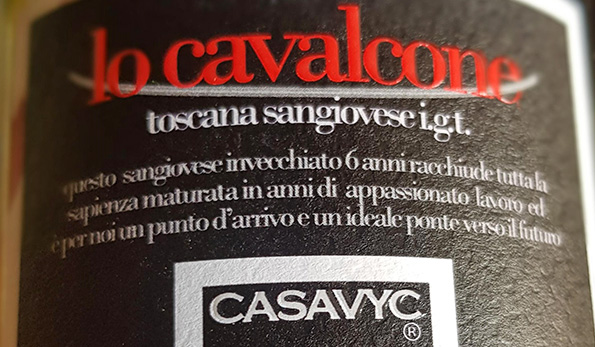 lo cavalcone
toscana sangiovese i.g.t.
questo sangiovese invecchiato 6 anni racchiude tutta la
sapienza maturata in anni di appassionato lavoro ed
è per noi un punto d'arrivo e un ideale ponte verso il futuro
CASAVYC
®